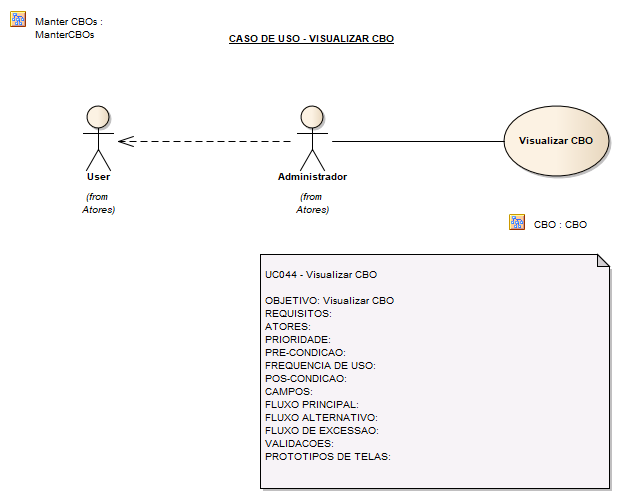 Manter CBOs :
ManterCBOs
CASO DE USO - VISUALIZAR CBO
User
(from
Atores)
Administrador
(from
Atores)
Visualizar CBO
CBO : CBO
UC044 - Visualizar CBO
OBJETIVO: Visualizar CBO
REQUISITOS:
ATORES:
PRIORIDADE:
PRE-CONDICAO:
FREQUENCIA DE USO:
POS-CONDICAO:
CAMPOS:
FLUXO PRINCIPAL:
FLUXO ALTERNATIVO:
FLUXO DE EXCESSAO:
VALIDACOES:
PROTOTIPOS DE TELAS: